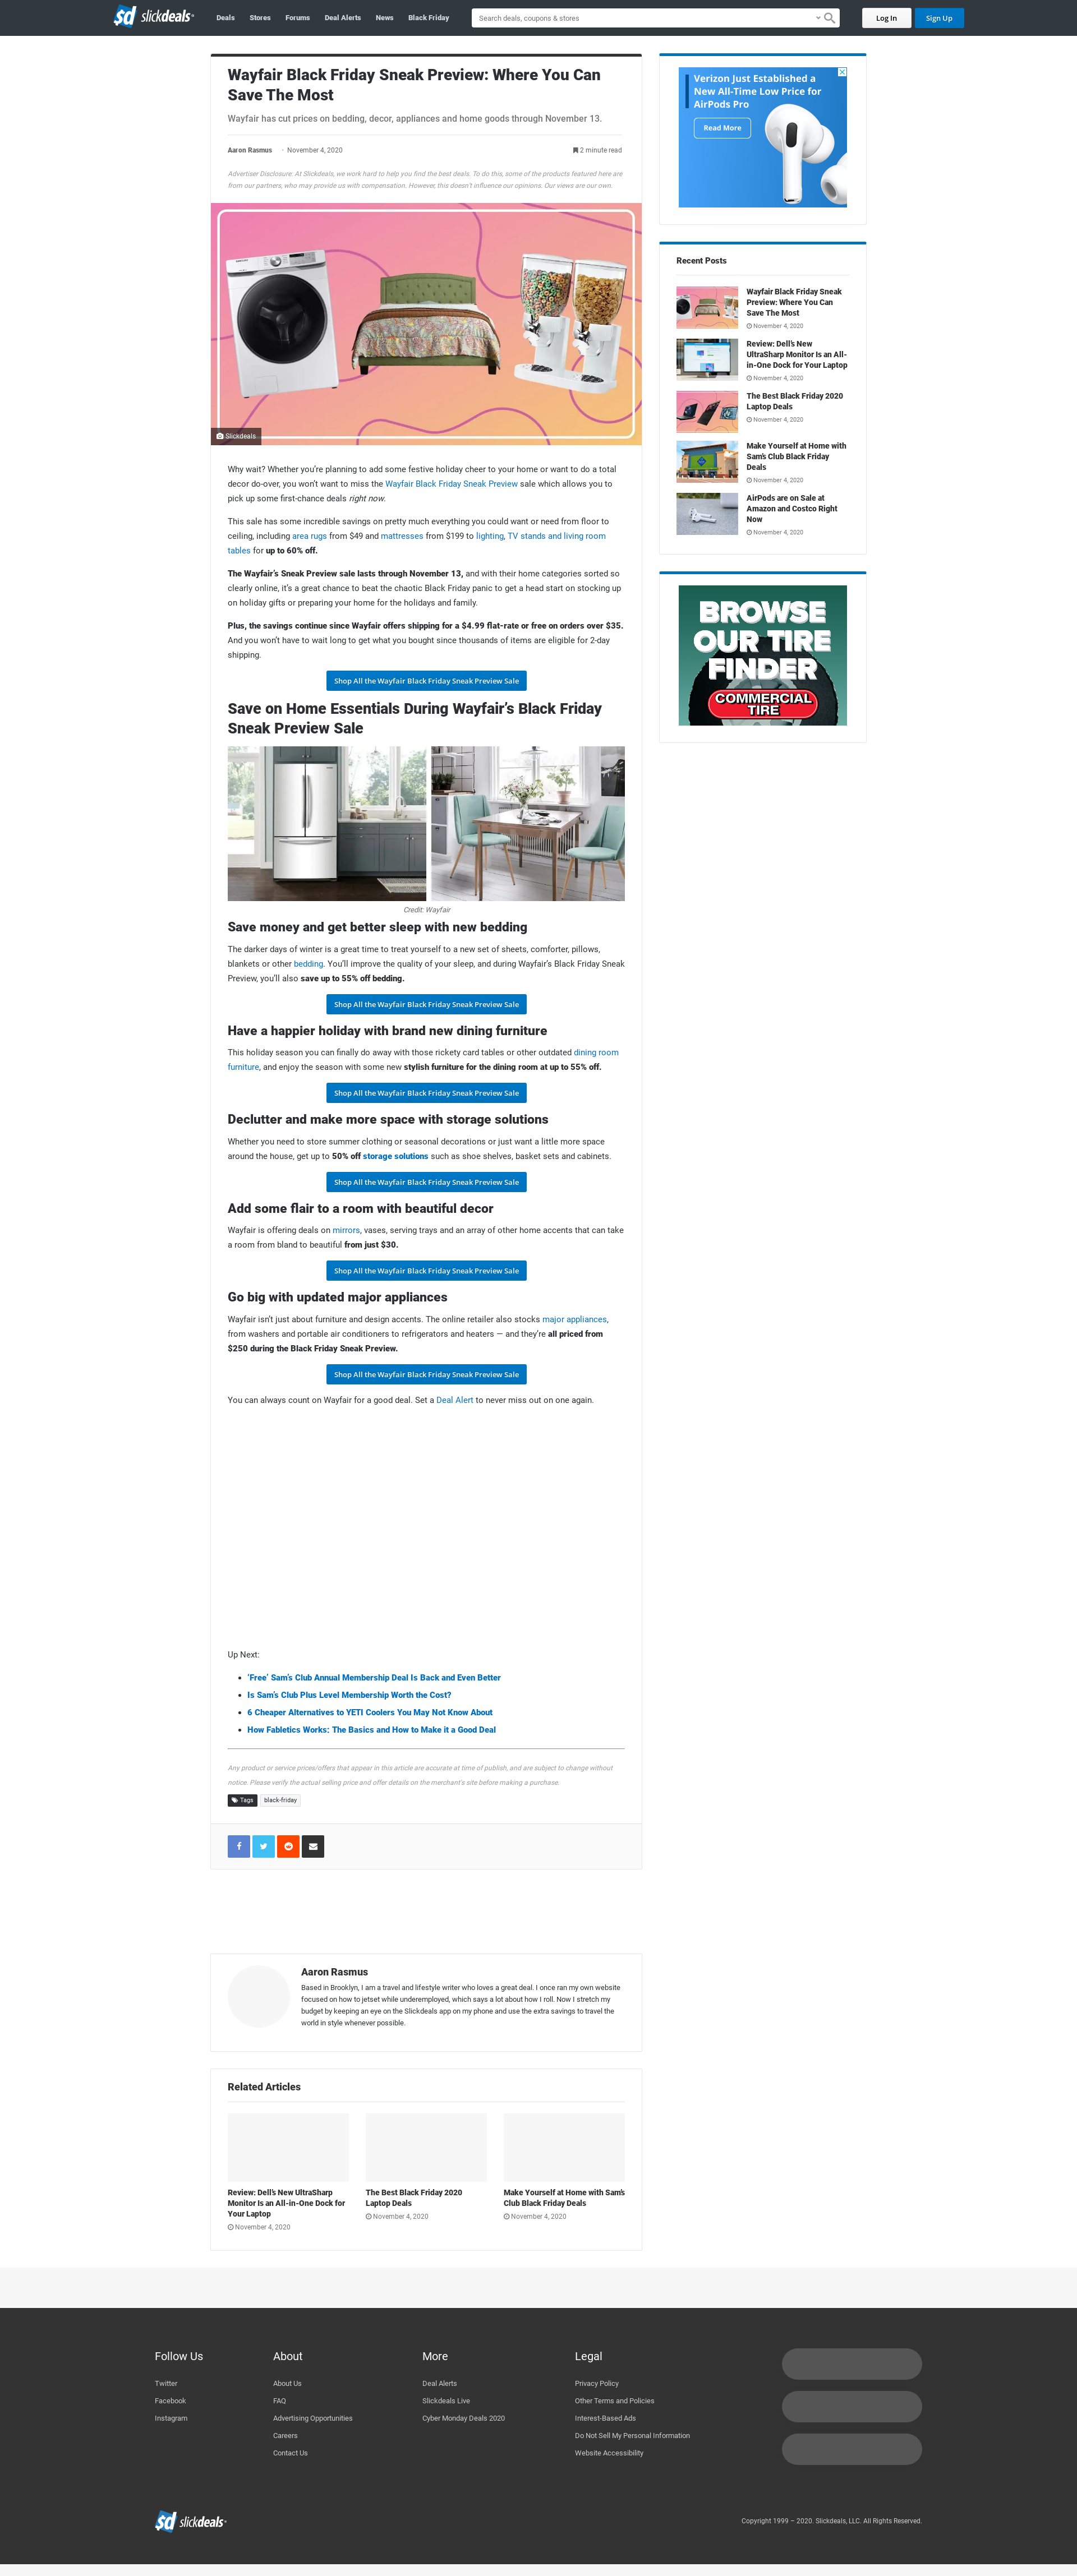 sd slickdeals
Deals
Stores
Forums
Deal Alerts
News
Black Friday
Search deals, coupons & stores
Log In
Sign Up
Wayfair Black Friday Sneak Preview: Where You Can
Save The Most
Wayfair has cut prices on bedding, decor, appliances and home goods through November 13.
Aaron Rasmus · November 4, 2020
2 minute read
Advertiser Disclosure: At Slickdeals, we work hard to help you find the best deals. To do this, some of the products featured here are
from our partners, who may provide us with compensation. However, this doesn't influence our opinions. Our views are our own.
Slickdeals
Why wait? Whether you're planning to add some festive holiday cheer to your home or want to do a total
decor do-over, you won't want to miss the Wayfair Black Friday Sneak Preview sale which allows you to
pick up some first-chance deals right now.
This sale has some incredible savings on pretty much everything you could want or need from floor to
ceiling, including area rugs from $49 and mattresses from $199 to lighting, TV stands and living room
tables for up to 60% off.
The Wayfair's Sneak Preview sale lasts through November 13, and with their home categories sorted so
clearly online, it's a great chance to beat the chaotic Black Friday panic to get a head start on stocking up
on holiday gifts or preparing your home for the holidays and family.
Plus, the savings continue since Wayfair offers shipping for a $4.99 flat-rate or free on orders over $35.
And you won't have to wait long to get what you bought since thousands of items are eligible for 2-day
shipping.
Shop All the Wayfair Black Friday Sneak Preview Sale
Save on Home Essentials During Wayfair's Black Friday
Sneak Preview Sale
Credit: Wayfair
Save money and get better sleep with new bedding
The darker days of winter is a great time to treat yourself to a new set of sheets, comforter, pillows,
blankets or other bedding. You'll improve the quality of your sleep, and during Wayfair's Black Friday Sneak
Preview, you'll also save up to 55% off bedding.
Shop All the Wayfair Black Friday Sneak Preview Sale
Have a happier holiday with brand new dining furniture
This holiday season you can finally do away with those rickety card tables or other outdated dining room
furniture, and enjoy the season with some new stylish furniture for the dining room at up to 55% off.
Shop All the Wayfair Black Friday Sneak Preview Sale
Declutter and make more space with storage solutions
Whether you need to store summer clothing or seasonal decorations or just want a little more space
around the house, get up to 50% off storage solutions such as shoe shelves, basket sets and cabinets.
Shop All the Wayfair Black Friday Sneak Preview Sale
Add some flair to a room with beautiful decor
Wayfair is offering deals on mirrors, vases, serving trays and an array of other home accents that can take
a room from bland to beautiful from just $30.
Shop All the Wayfair Black Friday Sneak Preview Sale
Go big with updated major appliances
Wayfair isn't just about furniture and design accents. The online retailer also stocks major appliances,
from washers and portable air conditioners to refrigerators and heaters — and they're all priced from
$250 during the Black Friday Sneak Preview.
Shop All the Wayfair Black Friday Sneak Preview Sale
You can always count on Wayfair for a good deal. Set a Deal Alert to never miss out on one again.
Up Next:
• 'Free' Sam's Club Annual Membership Deal Is Back and Even Better
• Is Sam's Club Plus Level Membership Worth the Cost?
• 6 Cheaper Alternatives to YETI Coolers You May Not Know About
• How Fabletics Works: The Basics and How to Make it a Good Deal
Any product or service prices/offers that appear in this article are accurate at time of publish, and are subject to change without
notice. Please verify the actual selling price and offer details on the merchant's site before making a purchase.
Tags
black-friday
Aaron Rasmus
Based in Brooklyn, I am a travel and lifestyle writer who loves a great deal. I once ran my own website
focused on how to jetset while underemployed, which says a lot about how I roll. Now I stretch my
budget by keeping an eye on the Slickdeals app on my phone and use the extra savings to travel the
world in style whenever possible.
Related Articles
Review: Dell's New UltraSharp
Monitor Is an All-in-One Dock for
Your Laptop
November 4, 2020
The Best Black Friday 2020
Laptop Deals
November 4, 2020
Make Yourself at Home with Sam's
Club Black Friday Deals
November 4, 2020
Verizon Just Established a
New All-Time Low Price for
AirPods Pro
Read More
Recent Posts
Wayfair Black Friday Sneak
Preview: Where You Can
Save The Most
November 4, 2020
Review: Dell's New
UltraSharp Monitor Is an All-
in-One Dock for Your Laptop
November 4, 2020
The Best Black Friday 2020
Laptop Deals
November 4, 2020
Make Yourself at Home with
Sam's Club Black Friday
Deals
November 4, 2020
AirPods are on Sale at
Amazon and Costco Right
Now
November 4, 2020
BROWSE
OUR TIRE
FINDER
COMMERCIAL
TIRE
Follow Us
Twitter
Facebook
Instagram
About
About Us
FAQ
Advertising Opportunities
Careers
Contact Us
More
Deal Alerts
Slickdeals Live
Cyber Monday Deals 2020
Legal
Privacy Policy
Other Terms and Policies
Interest-Based Ads
Do Not Sell My Personal Information
Website Accessibility
sd slickdeals
Copyright 1999 – 2020. Slickdeals, LLC. All Rights Reserved.